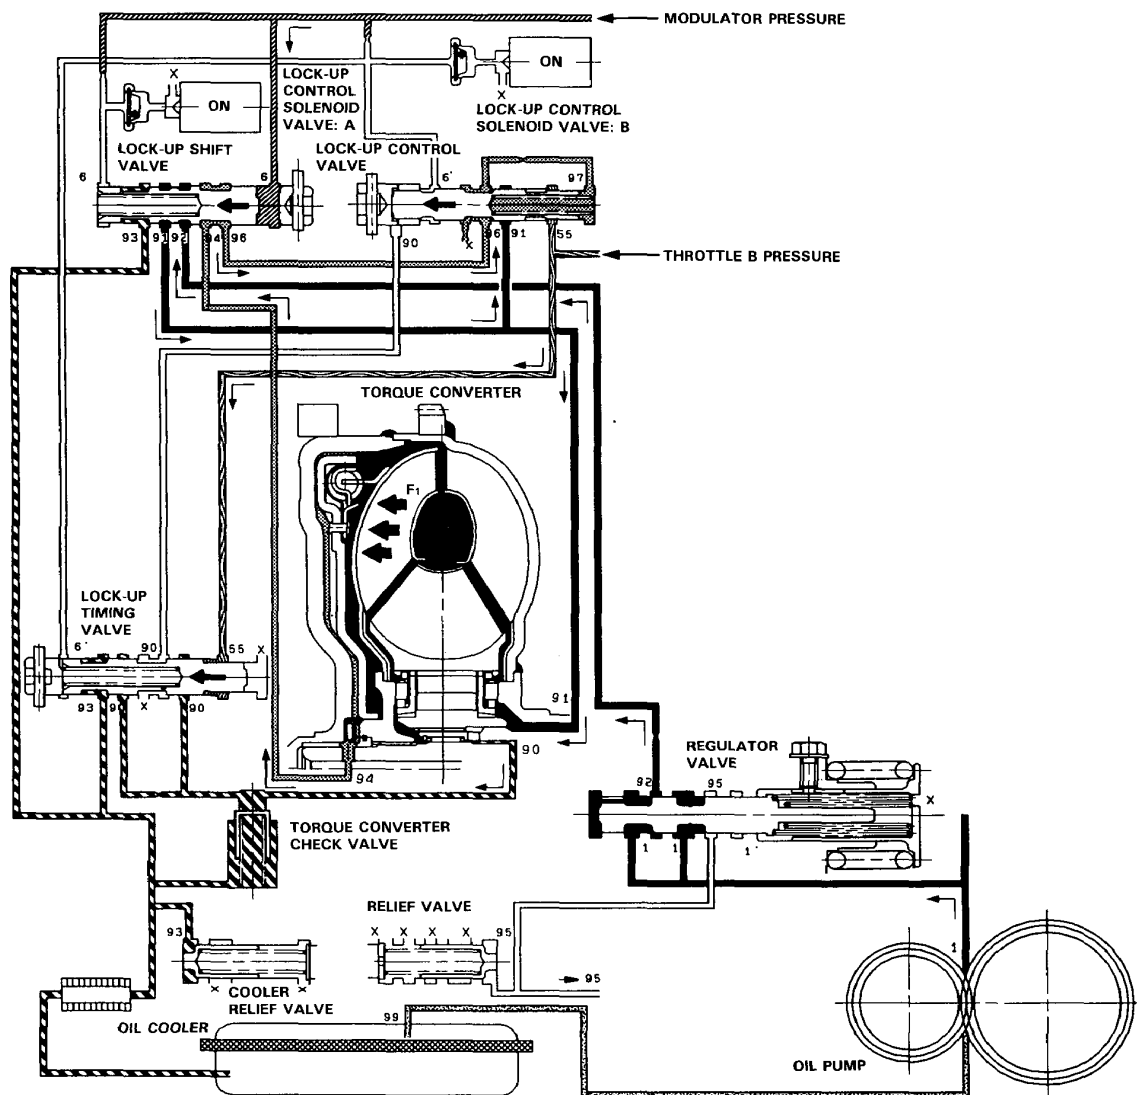 MODULATOR PRESSURE
X
ON
LOCK-UP
CONTROL
SOLENOID
VALVE: A
ON
X
LOCK-UP CONTROL
SOLENOID VALVE: B
LOCK-UP SHIFT
VALVE
LOCK-UP CONTROL
VALVE
6
6
6'
97
93
91
92
94
96
90
X
96
91
55
THROTTLE B PRESSURE
TORQUE CONVERTER
F1
LOCK-UP
TIMING
VALVE
6'
90
55
X
93
X
90
91
90
94
REGULATOR
VALVE
92
95
X
1
1
1'
TORQUE CONVERTER
CHECK VALVE
RELIEF VALVE
93
X
X
X
X
95
1
95
X
X
COOLER
RELIEF VALVE
OIL COOLER
99
OIL PUMP